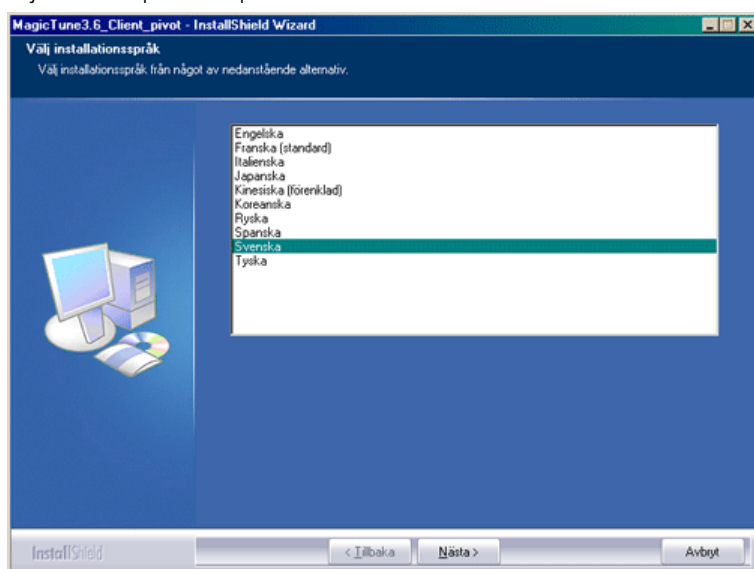 MagicTune3.6_Client_pivot - InstallShield Wizard
Välj installationsspråk
Välj installationsspråk från något av nedanstående alternativ.
Engelska
Franska (standard)
Italienska
Japanska
Kinesiska (förenklad)
Koreanska
Ryska
Spanska
Svenska
Tyska
InstallShield
< Tillbaka
Nästa >
Avbryt